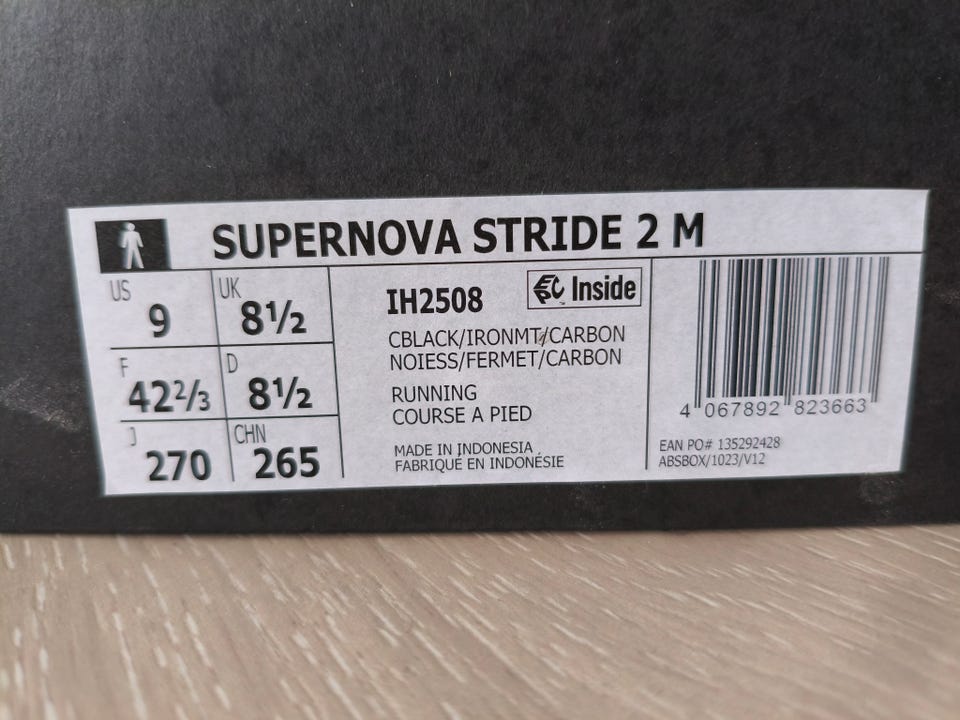 SUPERNOVA STRIDE 2 M
US 9
UK 8½
F 42⅔
D 8½
J 270
CHN 265
IH2508
EPC™ Inside
CBLACK/IRONMT/CARBON
NOIESS/FERMET/CARBON
RUNNING
COURSE A PIED
MADE IN INDONESIA
FABRIQUÉ EN INDONÉSIE
4 067892 823663
EAN PO# 135292428
ABSBOX/1023/V12